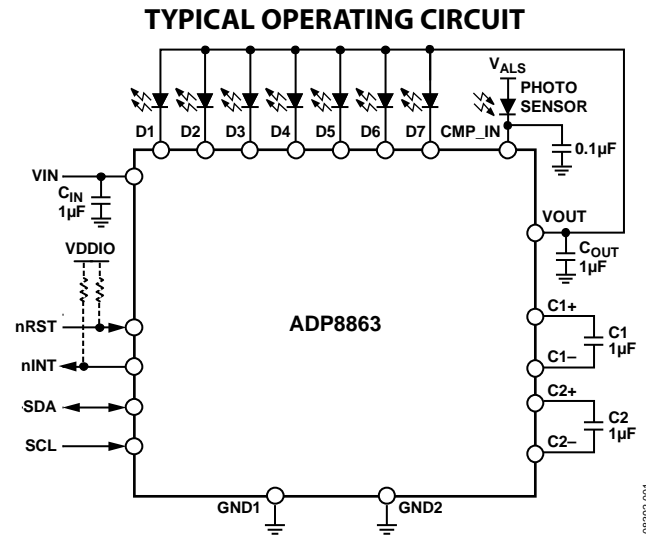 TYPICAL OPERATING CIRCUIT
VALS
PHOTO
SENSOR
D1
D2
D3
D4
D5
D6
D7
CMP_IN
0.1µF
VIN
CIN
1µF
VOUT
COUT
1µF
VDDIO
ADP8863
nRST
nINT
SDA
SCL
C1+
C1
1µF
C1–
C2+
C2
1µF
C2–
GND1
GND2
08392-001